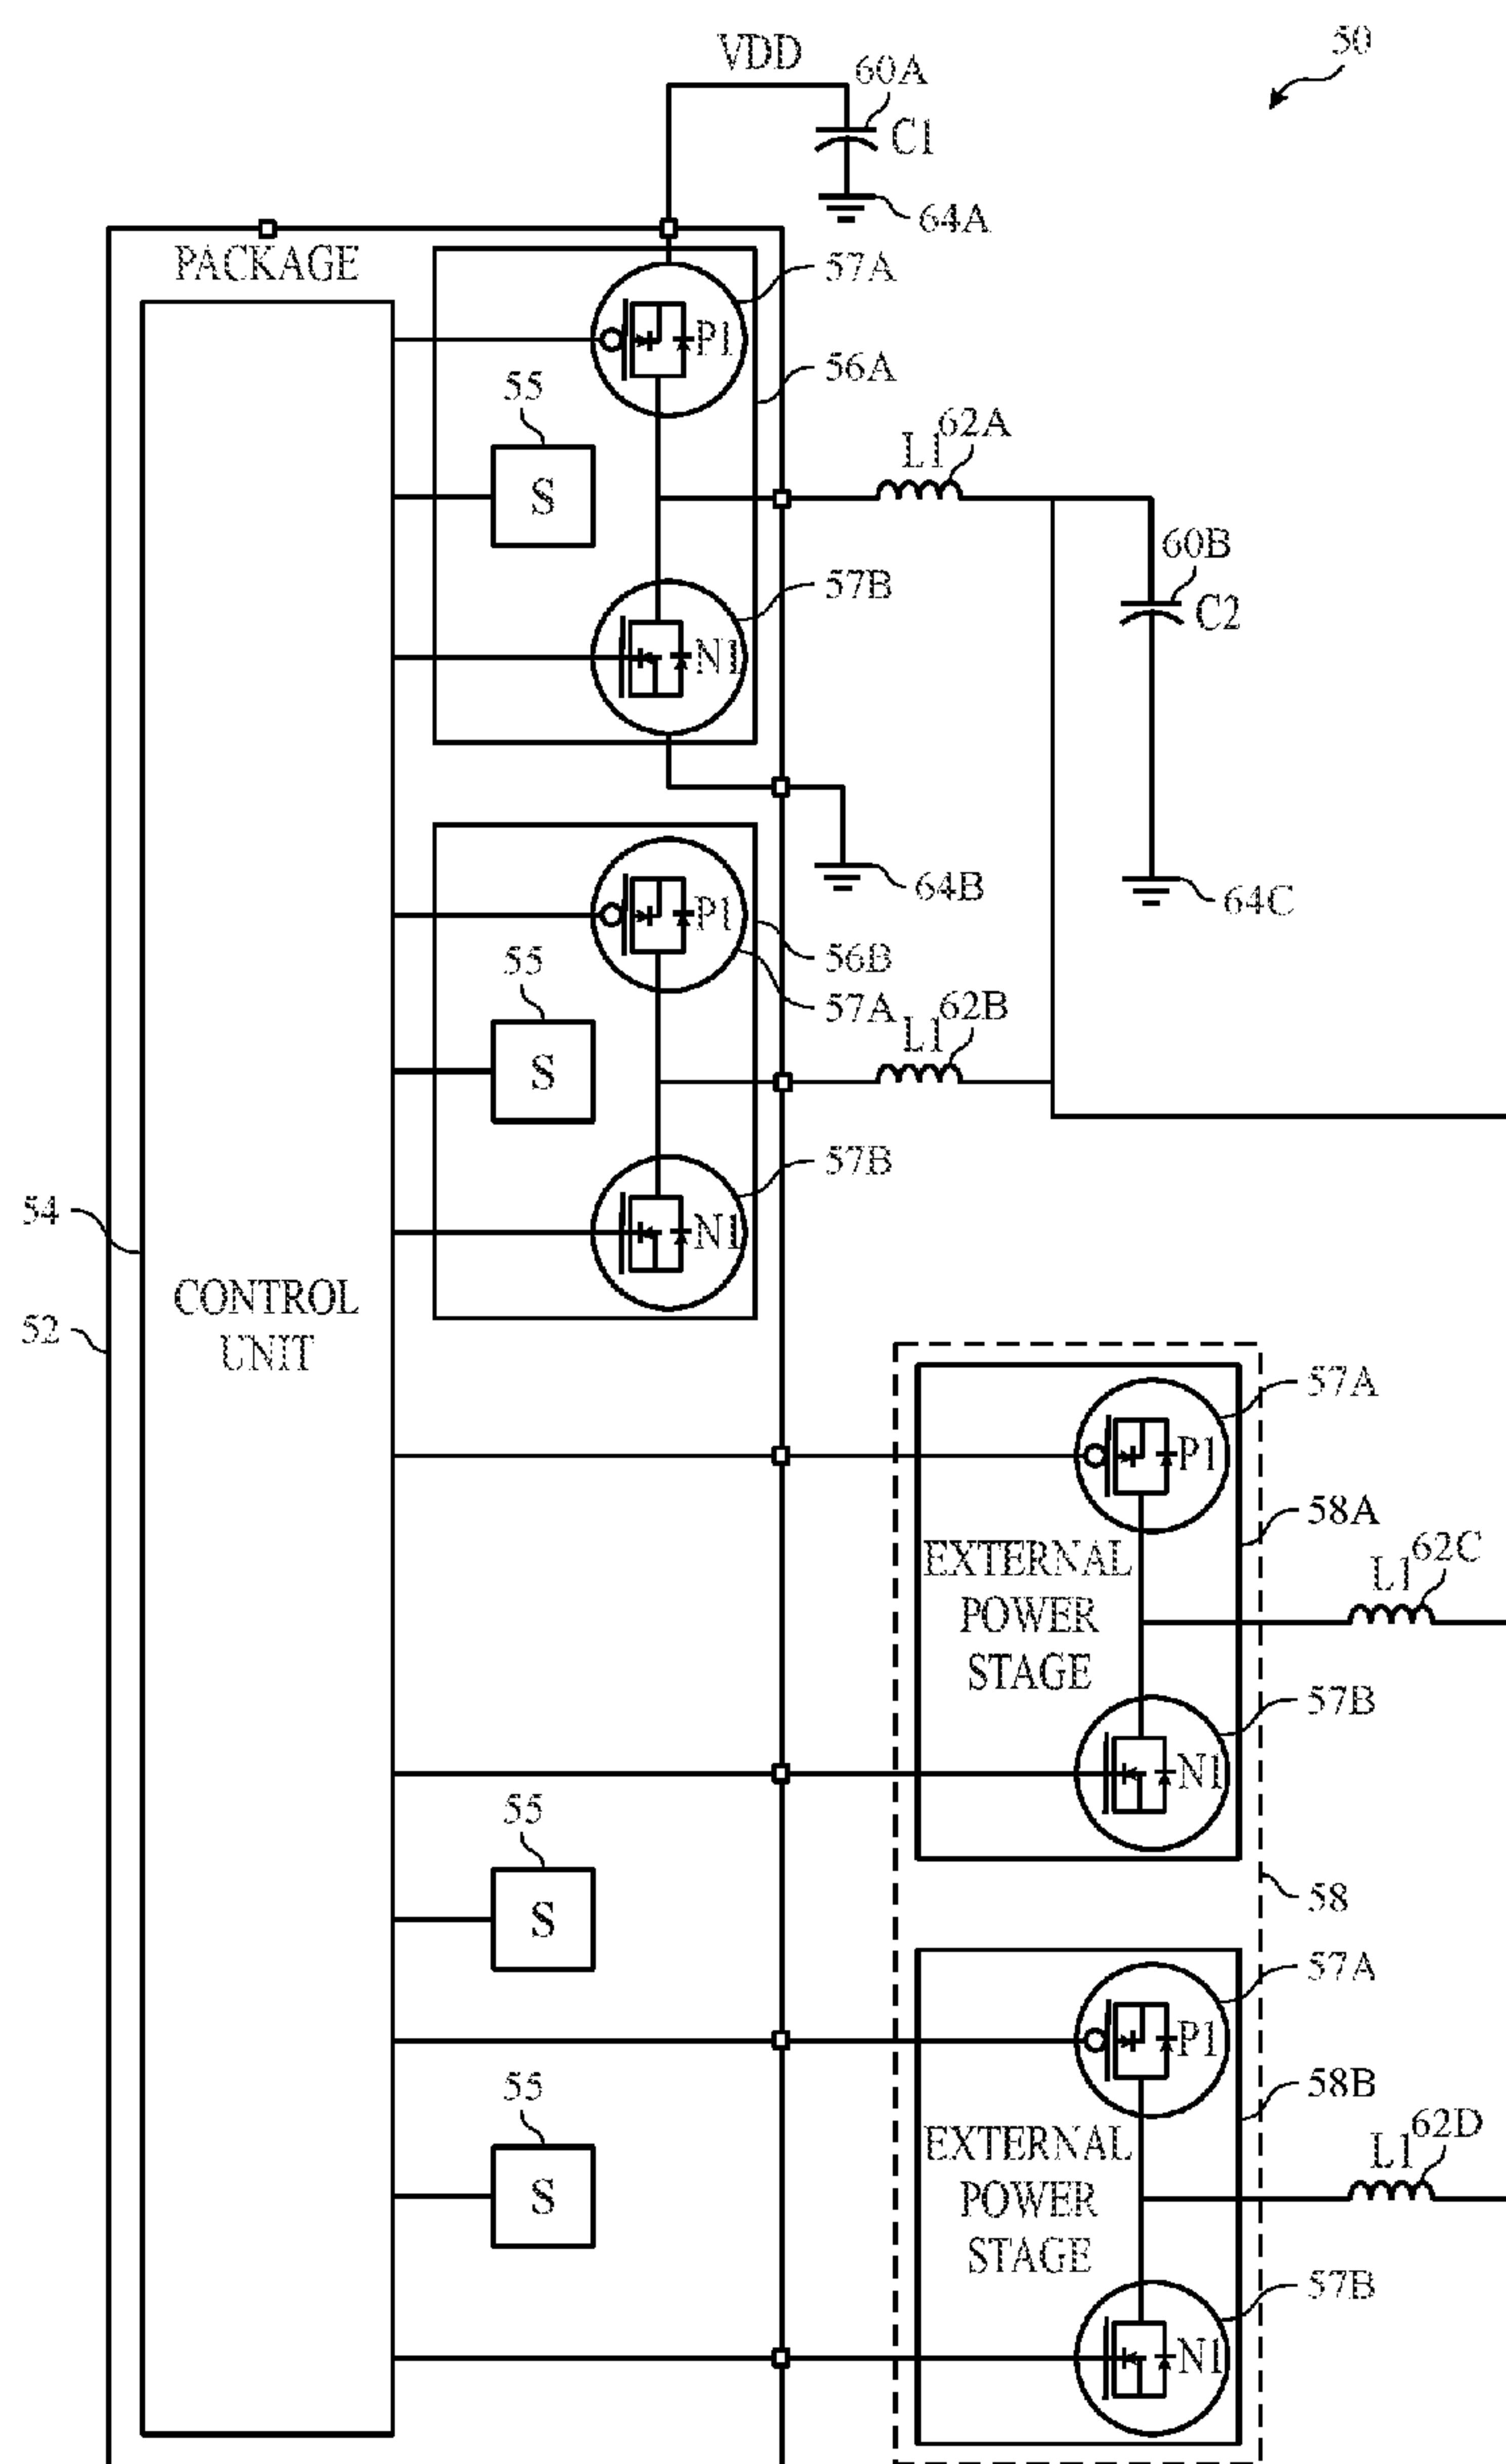 50
VDD
60A
C1
64A
PACKAGE
57A
P1
56A
55
S
L1
62A
60B
C2
57B
N1
64B
64C
P1
56B
57A
55
S
L1
62B
57B
N1
54
CONTROL
UNIT
52
57A
P1
58A
EXTERNAL
POWER
STAGE
L1
62C
57B
N1
55
S
58
57A
P1
58B
55
S
EXTERNAL
POWER
STAGE
L1
62D
57B
N1